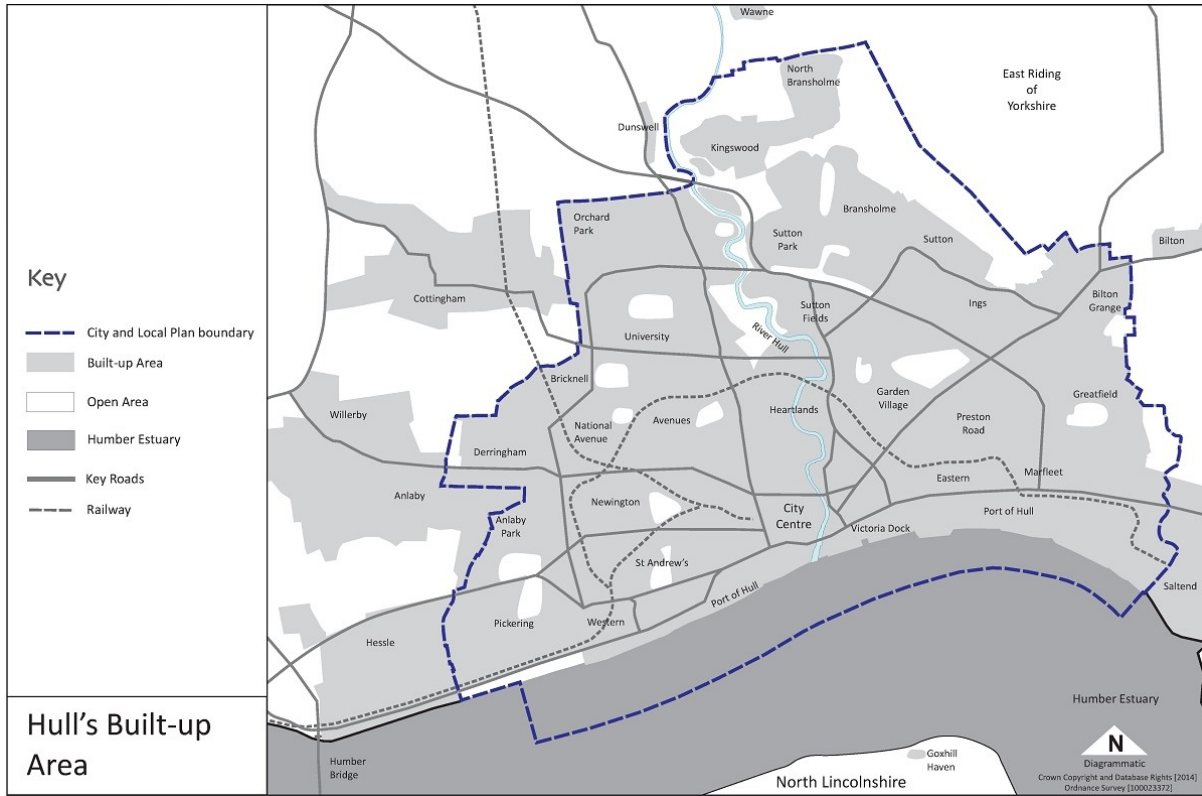 Key
City and Local Plan boundary
Built-up Area
Open Area
Humber Estuary
Key Roads
Railway
Hull's Built-up
Area
Wawne
North
Bransholme
East Riding
of
Yorkshire
Dunswell
Kingswood
Orchard
Park
Bransholme
Sutton
Park
Sutton
Bilton
Cottingham
Sutton
Fields
Ings
Bilton
Grange
University
River Hull
Bricknell
Willerby
National
Avenue
Avenues
Heartlands
Garden
Village
Preston
Road
Greatfield
Derringham
Anlaby
Newington
Eastern
Marfleet
Anlaby
Park
City
Centre
Victoria Dock
Port of Hull
St Andrew's
Port of Hull
Saltend
Pickering
Western
Hessle
Humber
Bridge
Humber Estuary
North Lincolnshire
Goxhill
Haven
N
Diagrammatic
Crown Copyright and Database Rights [2014]
Ordnance Survey [100023372]